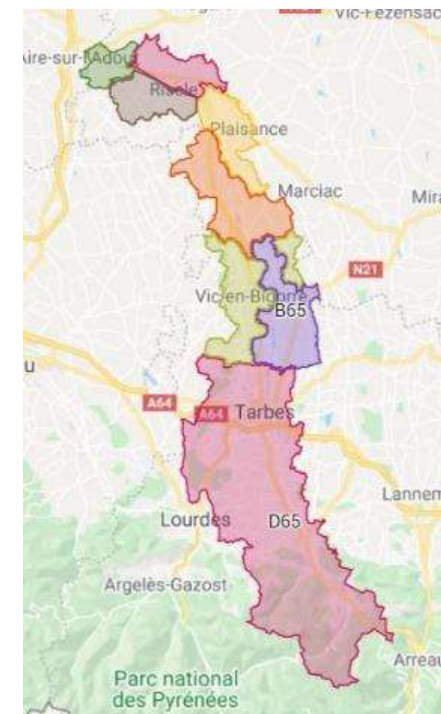 Vic-Fezensac
Aire-sur-l'Adour
Riscle
Plaisance
Marciac
Mira
N21
Vic-en-Bigorre
B65
A64
A64
Tarbes
Lannem
Lourdes
D65
Argelès-Gazost
Arreau
Parc national
des Pyrénées